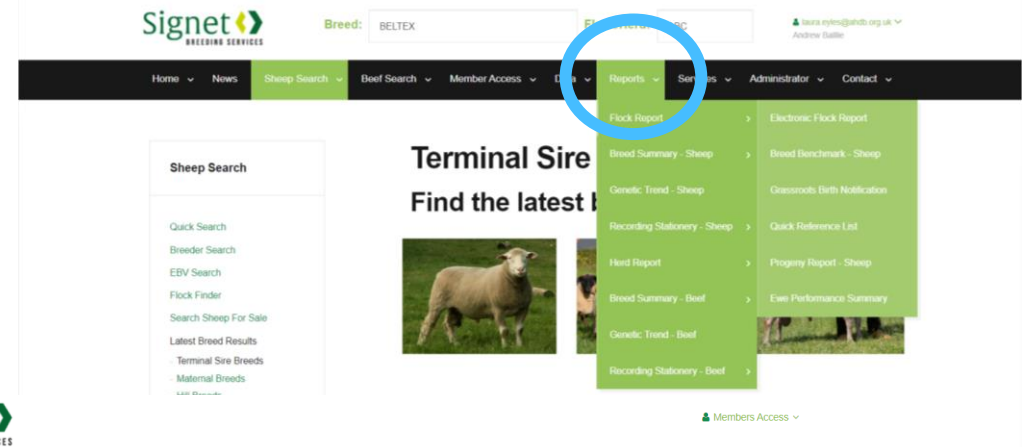 Signet
BREEDING SERVICES
Breed: BELTEX
laura.eyles@ahdb.org.uk
Andrew Baillie
Home News Sheep Search Beef Search Member Access Reports Services Administrator Contact
Flock Report
Breed Summary - Sheep
Genetic Trend - Sheep
Recording Stationery - Sheep
Herd Report
Breed Summary - Beef
Genetic Trend - Beef
Recording Stationery - Beef
Electronic Flock Report
Breed Benchmark - Sheep
Grassroots Birth Notification
Quick Reference List
Progeny Report - Sheep
Ewe Performance Summary
Sheep Search
Quick Search
Breeder Search
EBV Search
Flock Finder
Search Sheep For Sale
Latest Breed Results
- Terminal Sire Breeds
- Maternal Breeds
Terminal Sire
Find the latest
Members Access